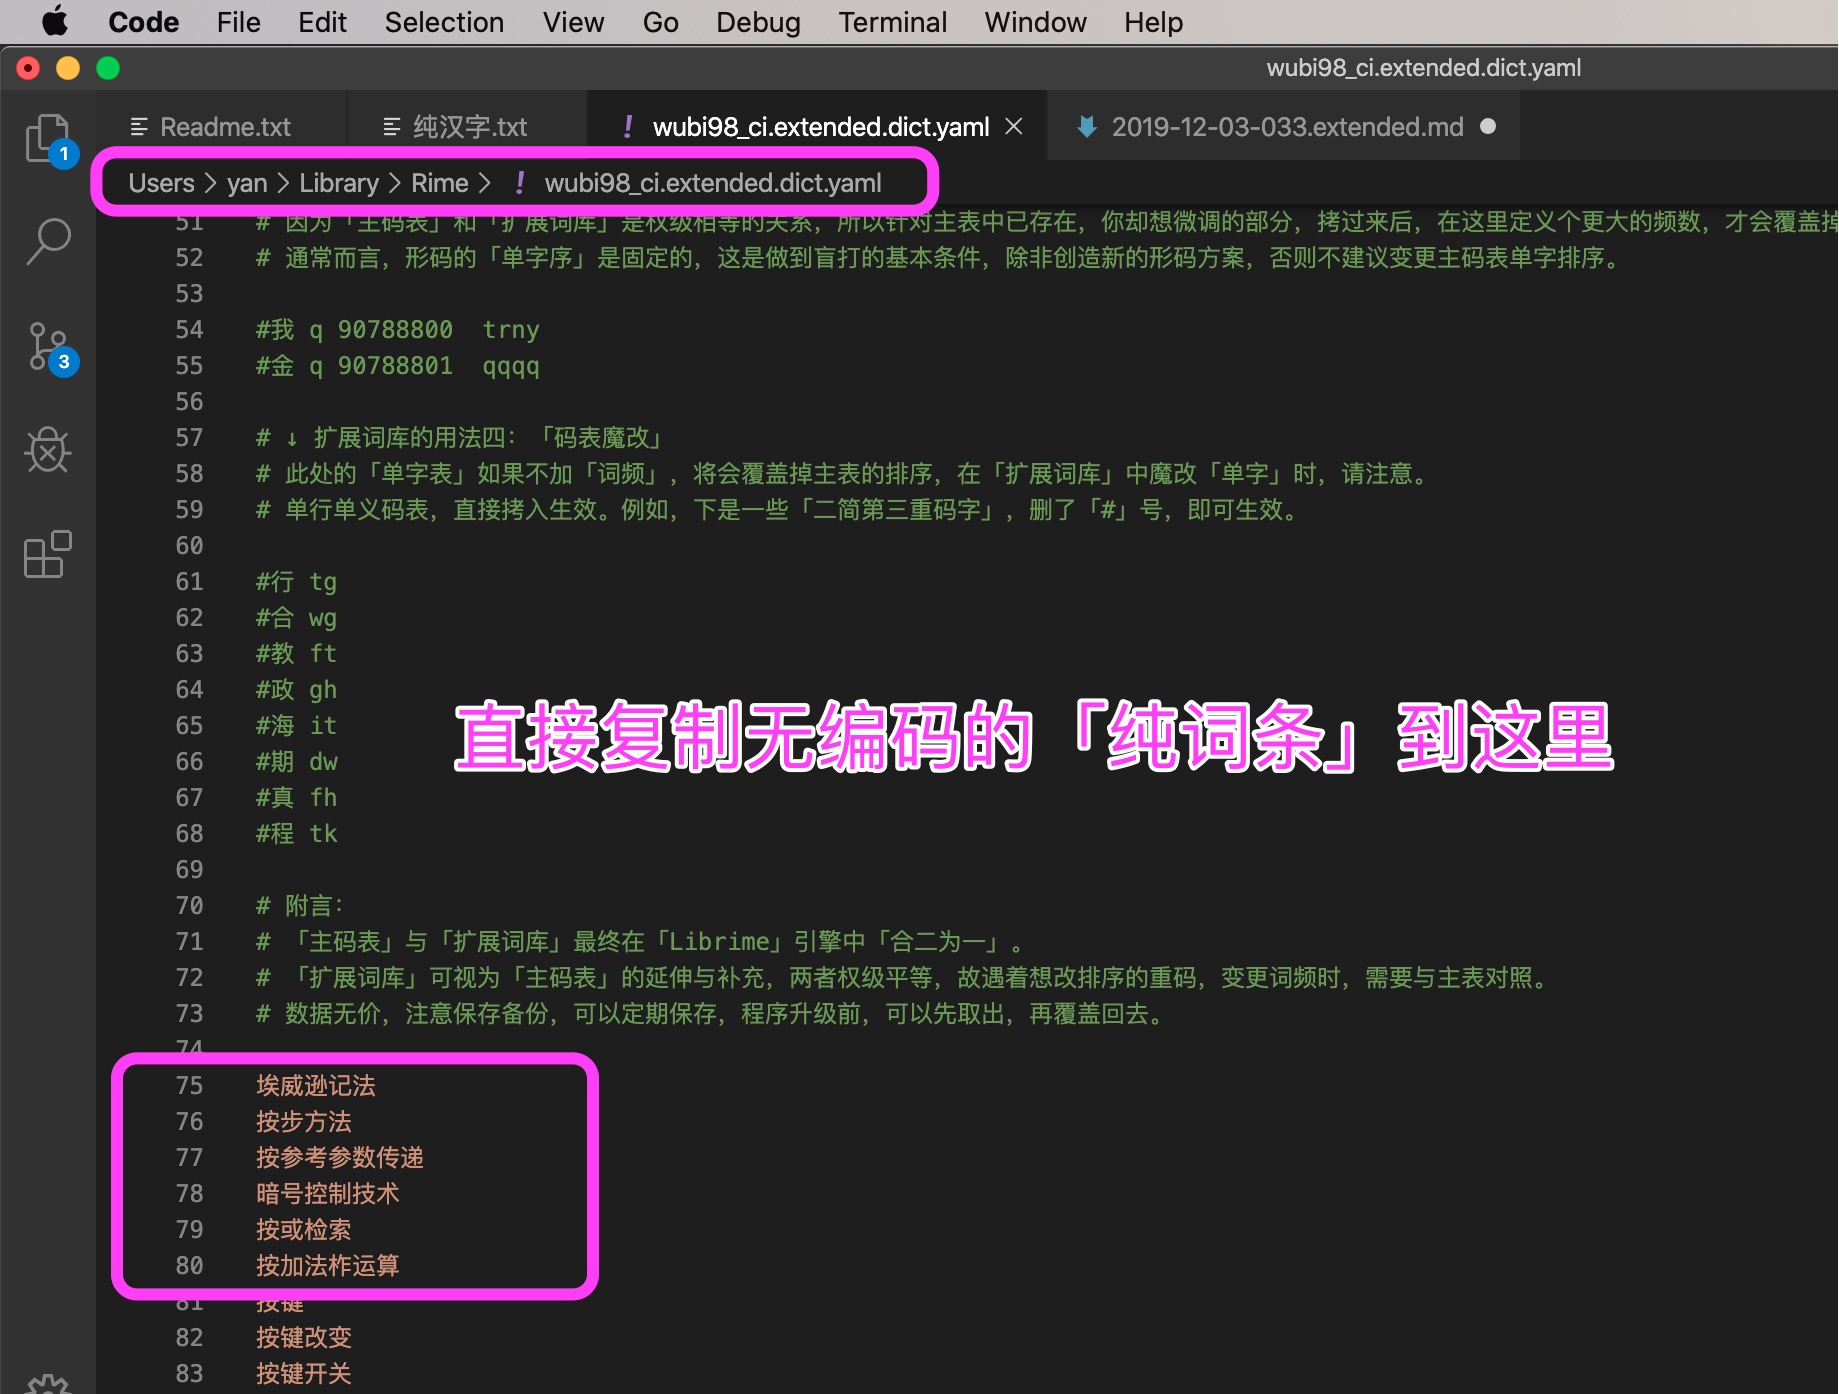 Code File Edit Selection View Go Debug Terminal Window Help
wubi98_ci.extended.dict.yaml
Readme.txt 纯汉字.txt ! wubi98_ci.extended.dict.yaml 2019-12-03-033.extended.md
1
Users > yan > Library > Rime > ! wubi98_ci.extended.dict.yaml
51 # 因为「主码表」和「扩展词库」是权级相等的关系，所以针对主表中已存在，你却想微调的部分，拷过来后，在这里定义个更大的频数，才会覆盖掉
52 # 通常而言，形码的「单字序」是固定的，这是做到盲打的基本条件，除非创造新的形码方案，否则不建议变更主码表单字排序。
53
54 #我 q 90788800 trny
3
55 #金 q 90788801 qqqq
56
57 # ↓ 扩展词库的用法四：「码表魔改」
58 # 此处的「单字表」如果不加「词频」，将会覆盖掉主表的排序，在「扩展词库」中魔改「单字」时，请注意。
59 # 单行单义码表，直接拷入生效。例如，下是一些「二简第三重码字」，删了「#」号，即可生效。
60
61 #行 tg
62 #合 wg
63 #教 ft
64 #政 gh
65 #海 it
直接复制无编码的「纯词条」到这里
66 #期 dw
67 #真 fh
68 #程 tk
69
70 # 附言：
71 # 「主码表」与「扩展词库」最终在「Librime」引擎中「合二为一」。
72 # 「扩展词库」可视为「主码表」的延伸与补充，两者权级平等，故遇着想改排序的重码，变更词频时，需要与主表对照。
73 # 数据无价，注意保存备份，可以定期保存，程序升级前，可以先取出，再覆盖回去。
74
75 埃威逊记法
76 按步方法
77 按参考参数传递
78 暗号控制技术
79 按或检索
80 按加法柞运算
81 按键
82 按键改变
83 按键开关